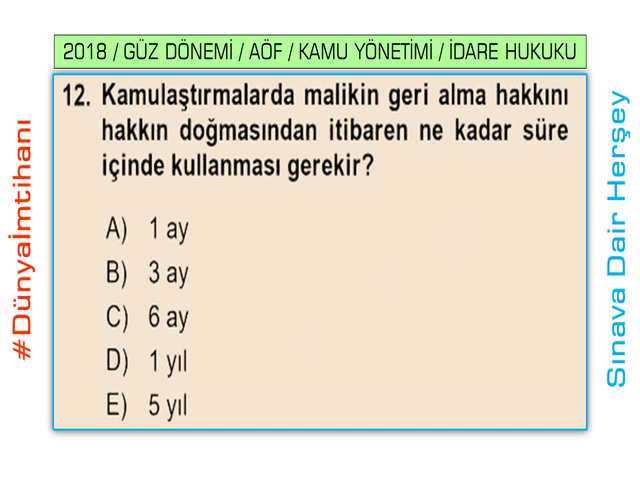 2018 / GÜZ DÖNEMİ / AÖF / KAMU YÖNETİMİ / İDARE HUKUKU
#Dünyaİmtihanı
12. Kamulaştırmalarda malikin geri alma hakkını
hakkın doğmasından itibaren ne kadar süre
içinde kullanması gerekir?
A) 1 ay
B) 3 ay
C) 6 ay
D) 1 yıl
E) 5 yıl
Sınava Dair Herşey